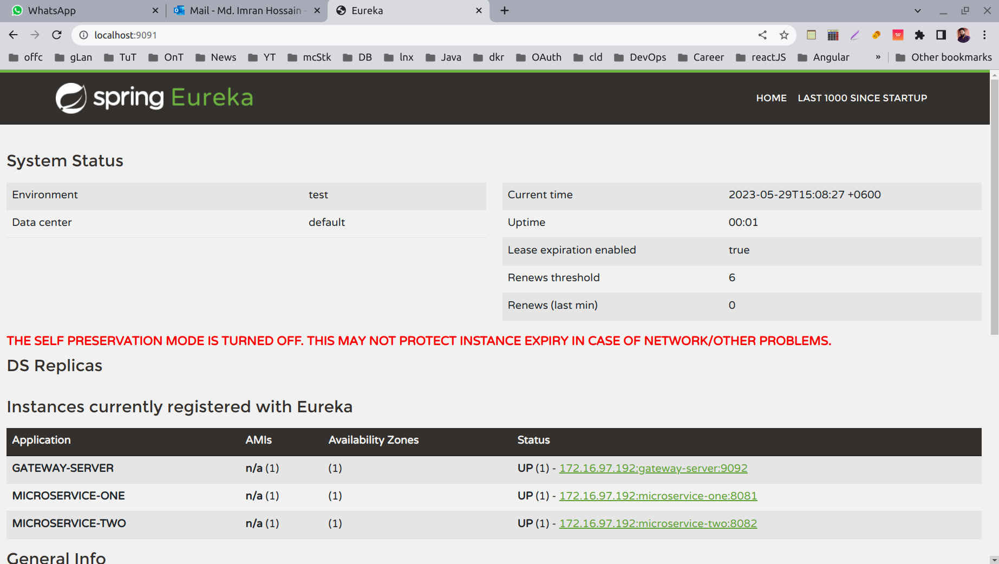 WhatsApp
Mail - Md. Imran Hossain -
Eureka
localhost:9091
offc gLan TuT OnT News YT mcStk DB lnx Java dkr OAuth cld DevOps Career reactJS Angular » Other bookmarks
spring Eureka
HOME LAST 1000 SINCE STARTUP
System Status
Environment test
Data center default
Current time 2023-05-29T15:08:27 +0600
Uptime 00:01
Lease expiration enabled true
Renews threshold 6
Renews (last min) 0
THE SELF PRESERVATION MODE IS TURNED OFF. THIS MAY NOT PROTECT INSTANCE EXPIRY IN CASE OF NETWORK/OTHER PROBLEMS.
DS Replicas
Instances currently registered with Eureka
Application AMIs Availability Zones Status
GATEWAY-SERVER n/a (1) (1) UP (1) - 172.16.97.192:gateway-server:9092
MICROSERVICE-ONE n/a (1) (1) UP (1) - 172.16.97.192:microservice-one:8081
MICROSERVICE-TWO n/a (1) (1) UP (1) - 172.16.97.192:microservice-two:8082
General Info